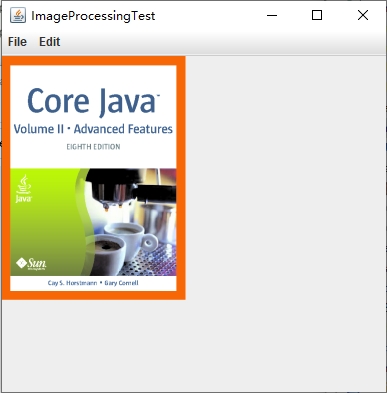 ImageProcessingTest
File Edit
Core Java™
Volume II • Advanced Features
EIGHTH EDITION
Java
Sun
Cay S. Horstmann • Gary Cornell